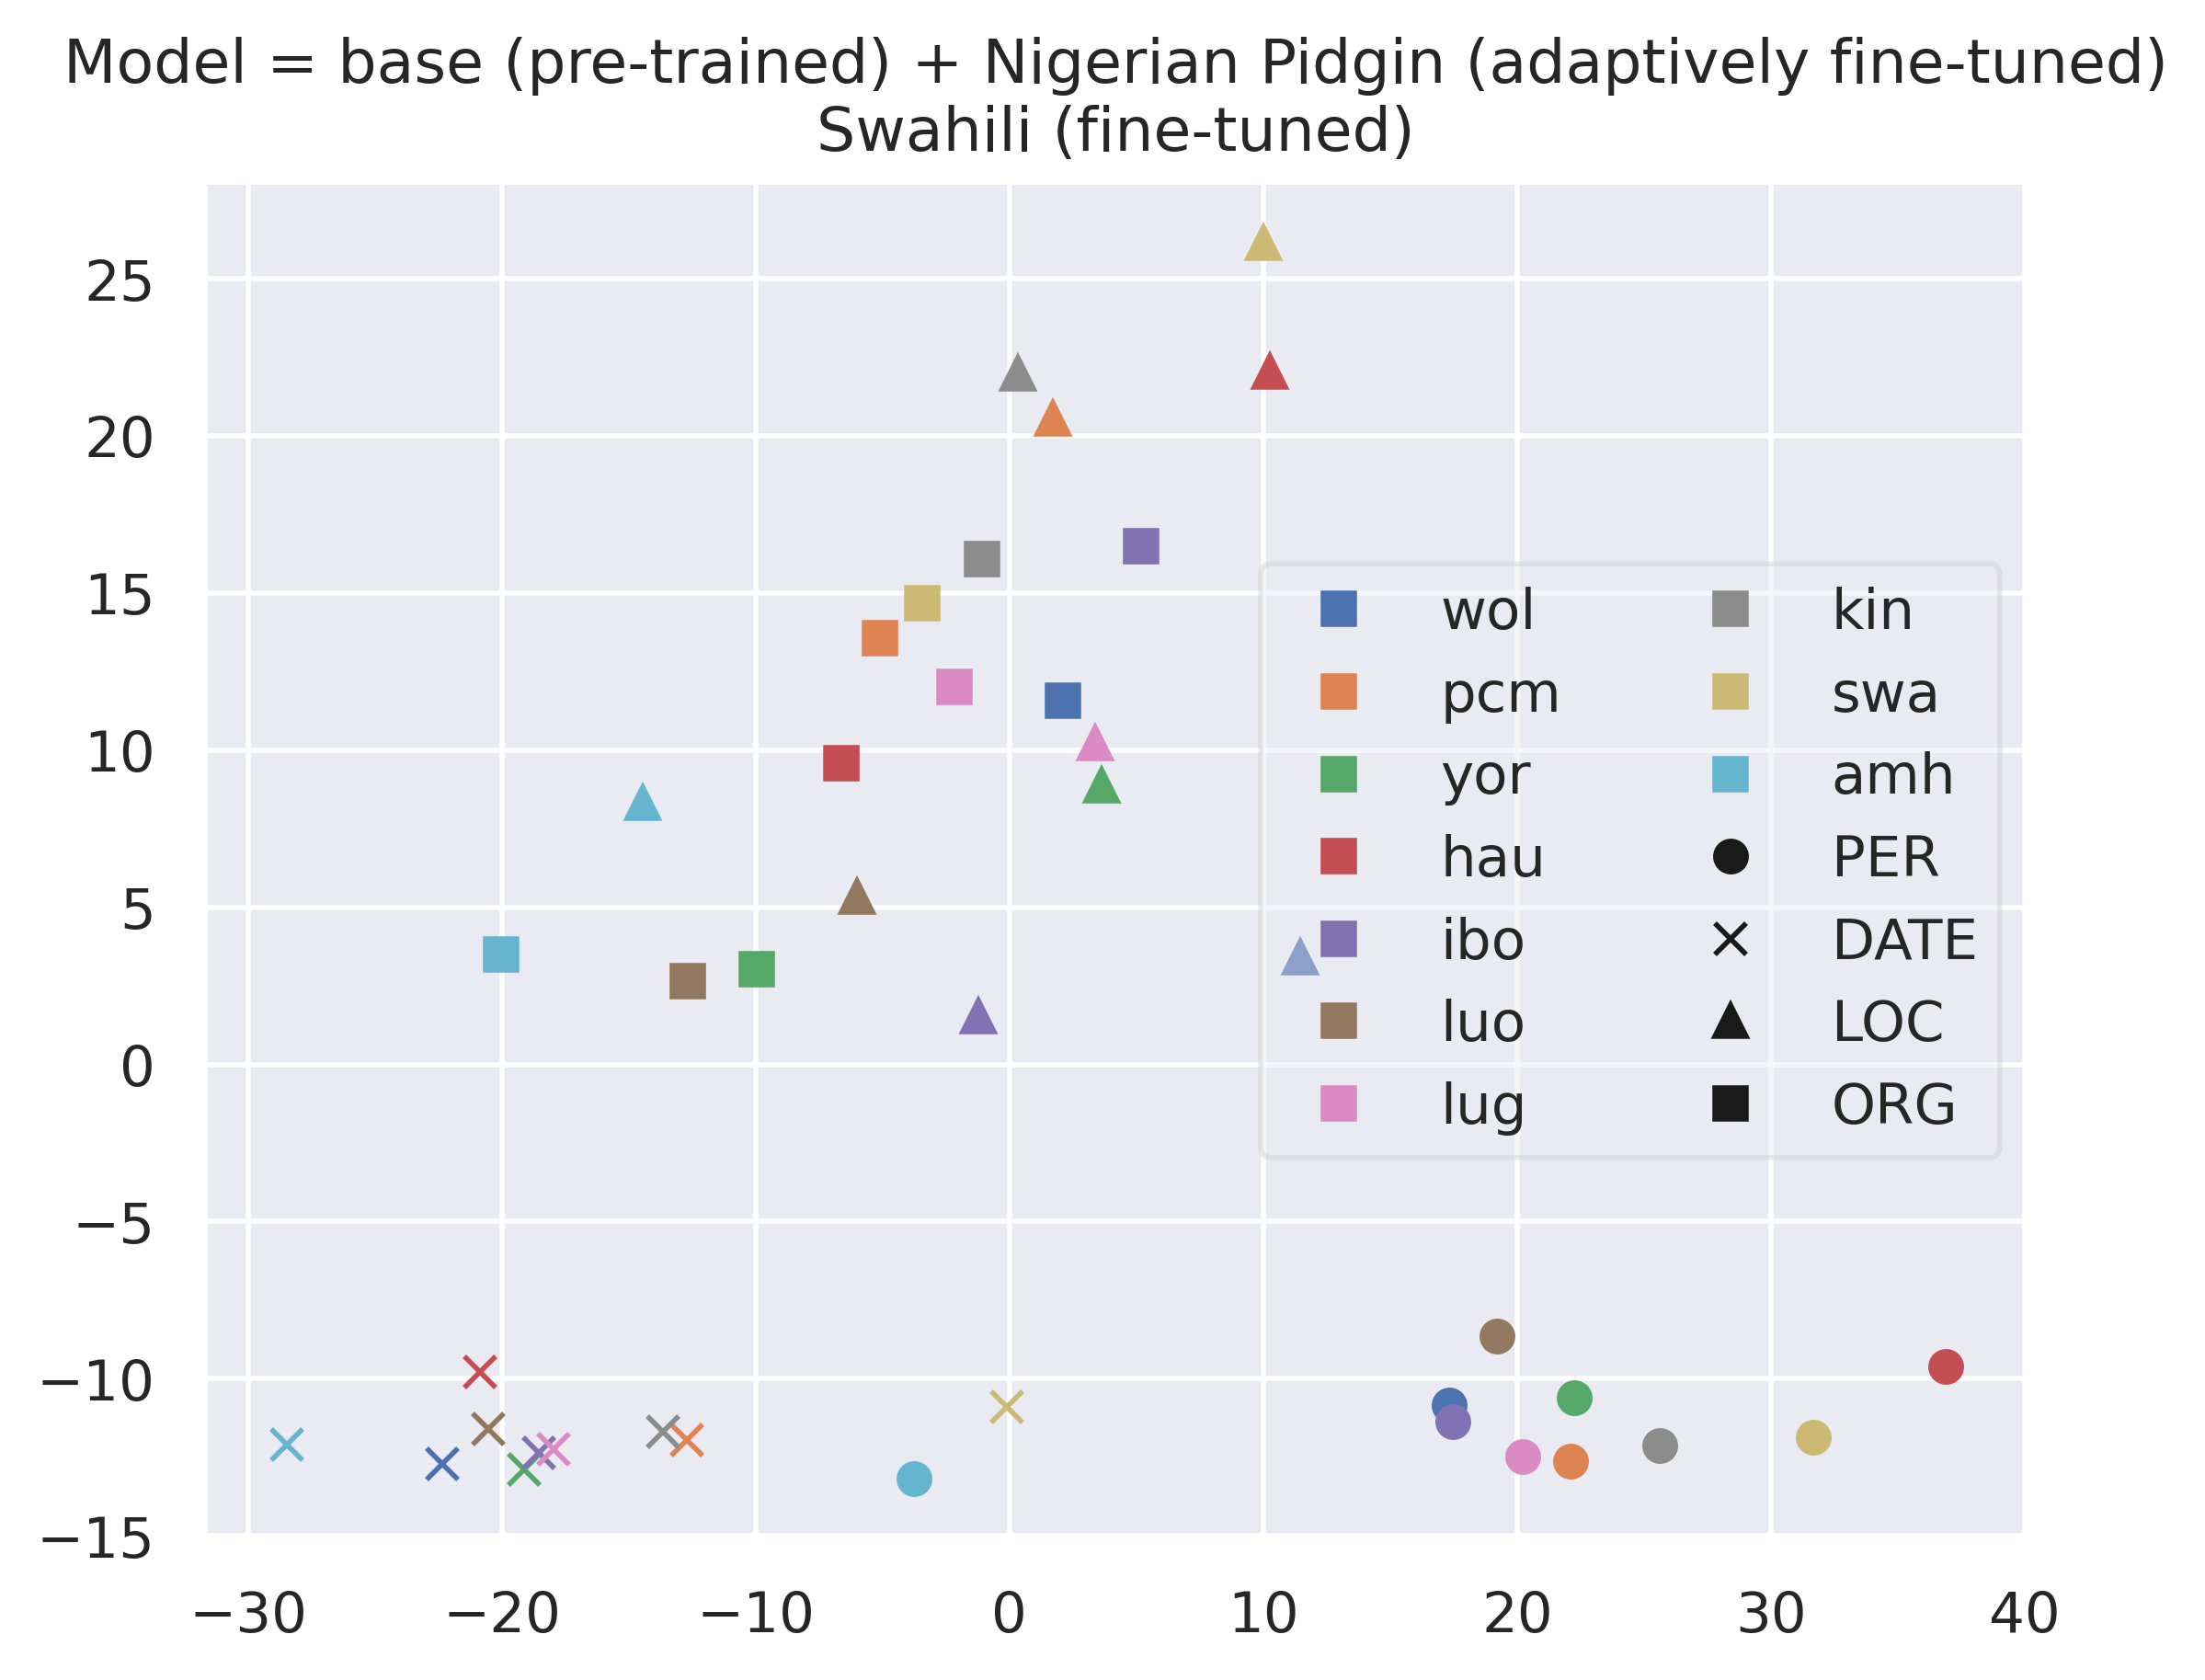 Model = base (pre-trained) + Nigerian Pidgin (adaptively fine-tuned)
Swahili (fine-tuned)
25
20
15
10
5
0
−5
−10
−15
−30
−20
−10
0
10
20
30
40
wol
pcm
yor
hau
ibo
luo
lug
kin
swa
amh
PER
DATE
LOC
ORG